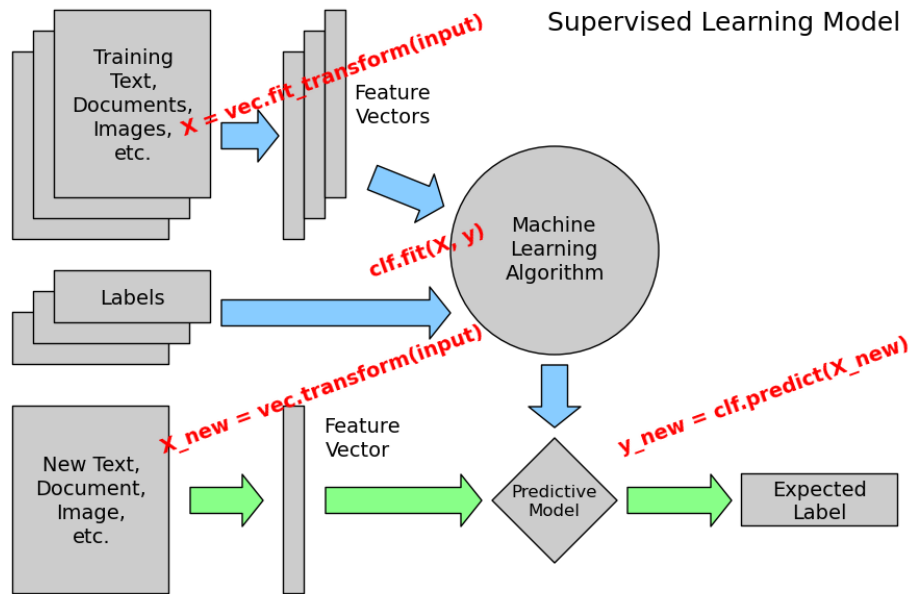 Supervised Learning Model
Training
Text,
Documents,
Images,
etc.
X = vec.fit_transform(input)
Feature
Vectors
Machine
Learning
Algorithm
clf.fit(X, y)
Labels
X_new = vec.transform(input)
y_new = clf.predict(X_new)
New Text,
Document,
Image,
etc.
Feature
Vector
Predictive
Model
Expected
Label